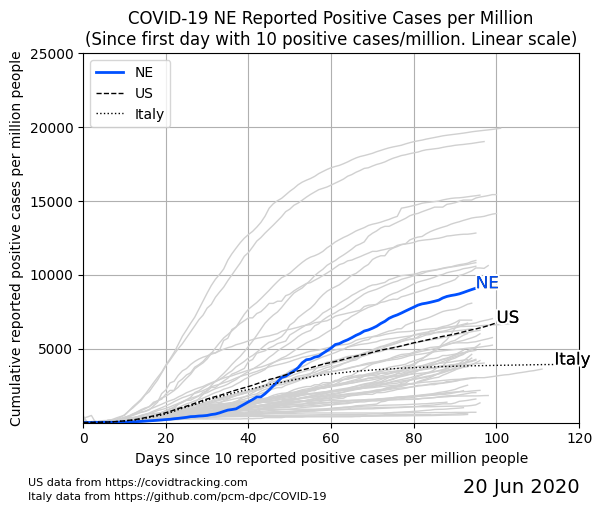 COVID-19 NE Reported Positive Cases per Million
(Since first day with 10 positive cases/million. Linear scale)
Cumulative reported positive cases per million people
25000
20000
15000
10000
5000
NE
US
Italy
NE
US
Italy
0 20 40 60 80 100 120
Days since 10 reported positive cases per million people
US data from https://covidtracking.com
Italy data from https://github.com/pcm-dpc/COVID-19
20 Jun 2020